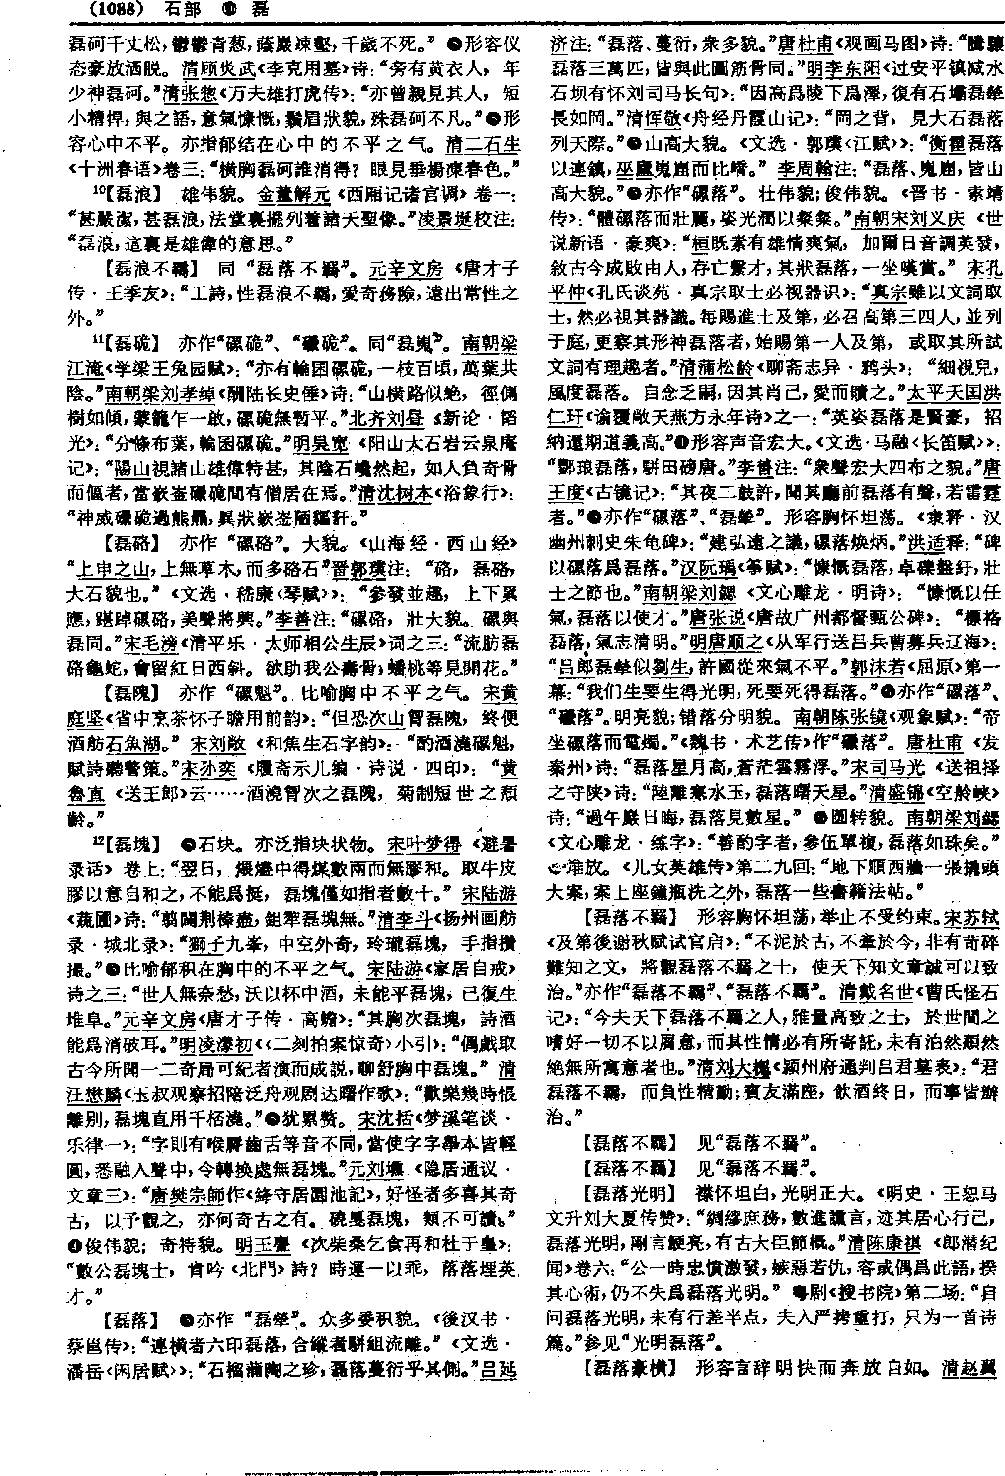 (1088) 石部 ⑩ 磊
磊砢千丈松，鬱鬱青葱，蔭巖凍壑，千歲不死。” ❷形容仪
态豪放洒脱。 清顾炎武《李克用墓》诗：“旁有黄衣人， 年
少神磊砢。”清张惣《万夫雄打虎传》：“亦曾親見其人， 短
小精悍，與之語，意氣慷慨，鬚眉狀貌，殊磊砢不凡。”❸形
容心中不平。亦指郁结在心中的不平之气。清二石生
《十洲春语》卷三：“横胸磊砢誰消得？ 眼見垂楊楝春色。”
¹⁰【磊浪】 雄伟貌。金董解元《西厢记诸宫调》卷一：
“甚嚴潔，甚磊浪，法堂裏擺列着諸天聖像。”凌景埏校注：
“磊浪，這裏是雄偉的意思。”
【磊浪不羈】 同“磊落不羈”。元辛文房《唐才子
传·王季友》：“工詩，性磊浪不羈，愛奇務險，遠出常性之
外。”
¹¹【磊硊】 亦作“磥硊”、“礧硊”。同“磊嵬”。南朝梁
江淹《学梁王兔园赋》：“亦有輪囷磥硊，一枝百頃，萬葉共
陰。”南朝梁刘孝绰《酬陆长史倕》诗：“山横路似絶， 徑側
樹如傾，蒙籠乍一啟，磥硊無暫平。”北齐刘昼《新论·韬
光》：“分條布葉，輪囷磥硊。”明吴宽《阳山大石岩云泉庵
记》：“陽山視諸山雄偉特甚，其陰石巉然起，如人負奇骨
而傴者，當嵌崟礧硊間有僧居在焉。”清沈树本《浴象行》：
“神威礧硊過熊羆，異狀嶔崟陋貙豻。”
【磊硌】 亦作“磥硌”。大貌。《山海经·西山经》
“上申之山，上無草木，而多硌石”晋郭璞注：“硌， 磊硌，
大石貌也。”《文选·嵇康〈琴赋〉》：“參發並趣， 上下累
應，踸踔磥硌，美聲將興。”李善注：“磥硌， 壯大貌。磥與
磊同。”宋毛滂《清平乐·太师相公生辰》词之三：“流肪磊
硌龜蛇，會留紅日西斜。欲助我公壽骨，蟠桃等見開花。”
【磊隗】 亦作“磥魁”。比喻胸中不平之气。宋黄
庭坚《省中烹茶怀子瞻用前韵》：“但恐次山胷磊隗， 終便
酒舫石魚湖。”宋刘敞《和焦生石字韵》：“酌酒澆磥魁，
賦詩聽警策。”宋孙奕《履斋示儿编·诗说·四印》：“黄
魯直《送王郎》云……酒澆胷次之磊隗， 菊制短世之頹
齡。”
¹²【磊塊】 ❶石块。亦泛指块状物。宋叶梦得《避暑
录话》卷上：“翌日， 煨爐中得煤數兩而無膠和。取牛皮
膠以意自和之，不能爲挺， 磊塊僅如指者數十。” 宋陆游
《蔬圃》诗：“翦闢荆榛盡，鉏犂磊塊無。”清李斗《扬州画舫
录·城北录》：“獅子九峯，中空外奇，玲瓏磊塊， 手指攢
撮。”❷比喻郁积在胸中的不平之气。宋陆游《家居自戒》
诗之三：“世人無奈愁，沃以杯中酒，未能平磊塊，已復生
堆阜。”元辛文房《唐才子传·高蟾》：“其胸次磊塊， 詩酒
能爲消破耳。”明凌濛初《〈二刻拍案惊奇〉小引》：“偶戲取
古今所聞一二奇局可紀者演而成説，聊舒胸中磊塊。”清
汪懋麟《玉叔观察招陪泛舟观剧达曙作歌》：“歡樂幾時恨
離别，磊塊直用千栢澆。”❸犹累赘。宋沈括《梦溪笔谈·
乐律一》：“字則有喉脣齒舌等音不同，當使字字舉本皆輕
圓，悉融入聲中，令轉換處無磊塊。”元刘壎《隐居通议·
文章三》：“唐樊宗師作《絳守居園池記》，好怪者多喜其奇
古，以予觀之，亦何奇古之有。磽戞磊塊，類不可讀。”
❹俊伟貌；奇特貌。明王舋《次柴桑乞食再和杜于皇》：
“數公磊塊士， 肯吟《北門》詩？時運一以乖， 落落埋英
才。”
【磊落】 ❶亦作“磊犖”。众多委积貌。《後汉书·
蔡邕传》：“連横者六印磊落，合縱者駢組流離。”《文选·
潘岳〈闲居赋〉》：“石榴蒲陶之珍，磊落蔓衍乎其側。”吕延
济注：“磊落、蔓衍，衆多貌。”唐杜甫《观画马图》诗：“騰驤
磊落三萬匹，皆與此圖筋骨同。”明李东阳《过安平镇减水
石坝有怀刘司马长句》：“因高爲陵下爲澤，復有石壩磊犖
長如岡。”清恽敬《舟经丹霞山记》：“岡之背，見大石磊落
列天際。”❷山高大貌。《文选·郭璞〈江赋〉》：“衡霍磊落
以連鎮，巫廬嵬崫而比嶠。”李周翰注：“磊落、嵬崫，皆山
高大貌。”❸亦作“磥落”。壮伟貌；俊伟貌。《晋书·索靖
传》：“體磥落而壯麗，姿光潤以粲粲。”南朝宋刘义庆《世
说新语·豪爽》：“桓既素有雄情爽氣，加爾日音調英發，
敘古今成敗由人，存亡繫才，其狀磊落，一坐嘆賞。”宋孔
平仲《孔氏谈苑·真宗取士必视器识》：“真宗雖以文詞取
士，然必視其器識。每賜進士及第，必召高第三四人，並列
于庭，更察其形神磊落者，始賜第一人及第，或取其所試
文詞有理趣者。”清蒲松龄《聊斋志异·鸦头》：“細視兒，
風度磊落。自念乏嗣，因其肖己，愛而贖之。”太平天国洪
仁玕《谕覆敞天燕方永年诗》之一：“英姿磊落是賢豪， 招
納還期道義高。”❹形容声音宏大。《文选·马融〈长笛赋〉》：
“酆琅磊落，駢田磅唐。”李善注：“衆聲宏大四布之貌。”唐
王度《古镜记》：“其夜二鼓許，聞其廳前磊落有聲，若雷霆
者。”❺亦作“磥落”、“磊犖”。形容胸怀坦荡。《隶释·汉
幽州刺史朱龟碑》：“建弘遠之議，磥落焕炳。”洪适释：“碑
以磥落爲磊落。”汉阮瑀《筝赋》：“慷慨磊落，卓礫盤紆，壯
士之節也。”南朝梁刘勰《文心雕龙·明诗》：“慷慨以任
氣，磊落以使才。”唐张说《唐故广州都督甄公碑》：“標格
磊落，氣志清明。”明唐顺之《从军行送吕兵曹募兵辽海》：
“吕郎磊犖似劉生，許國從來氣不平。”郭沫若《屈原》第一
幕：“我们生要生得光明，死要死得磊落。”❻亦作“磥落”、
“礧落”。明亮貌；错落分明貌。南朝陈张镜《观象赋》：“帝
坐磥落而電燭。”《魏书·术艺传》作“礧落”。唐杜甫《发
秦州》诗：“磊落星月高，蒼茫雲霧浮。”宋司马光《送祖择
之守陕》诗：“陸離寒水玉，磊落曙天星。”清盛锦《空舲峡》
诗：“過午巖日晦，磊落見數星。”❼圆转貌。南朝梁刘勰
《文心雕龙·练字》：“善酌字者，參伍單複，磊落如珠矣。”
堆放。《儿女英雄传》第二九回：“地下順西牆一張撬頭
大案，案上座鐘瓶洗之外，磊落一些書籍法帖。”
【磊落不羈】 形容胸怀坦荡，举止不受约束。宋苏轼
《及第後谢秋赋试官启》：“不泥於古，不牽於今，非有苛碎
難知之文，將觀磊落不羈之士，使天下知文章誠可以致
治。”亦作“磊落不羇”、“磊落不覊”。清戴名世《曹氏怪石
记》：“今夫天下磊落不羈之人，雅量高致之士，於世間之
嗜好一切不以屑意，而其性情必有所寄託，未有泊然頹然
絶無所寓意者也。”清刘大櫆《颍州府通判吕君墓表》：“君
磊落不羈，而負性精勤；賓友滿座，飲酒終日，而事皆辦
治。”
【磊落不羇】 见“磊落不羈”。
【磊落不覊】 见“磊落不羈”。
【磊落光明】 襟怀坦白，光明正大。《明史·王恕马
文升刘大夏传赞》：“綢繆庶務，數進讜言，迹其居心行己，
磊落光明，剛言鯁亮，有古大臣節概。”清陈康祺《郎潜纪
闻》卷六：“公一時忠憤激發，嫉惡若仇，容或偶爲此語，揆
其心術，仍不失爲磊落光明。”粤剧《搜书院》第二场：“自
问磊落光明，未有行差半点，夫人严拷重打，只为一首诗
篇。”参见“光明磊落”。
【磊落豪横】 形容言辞明快而奔放自如。清赵翼